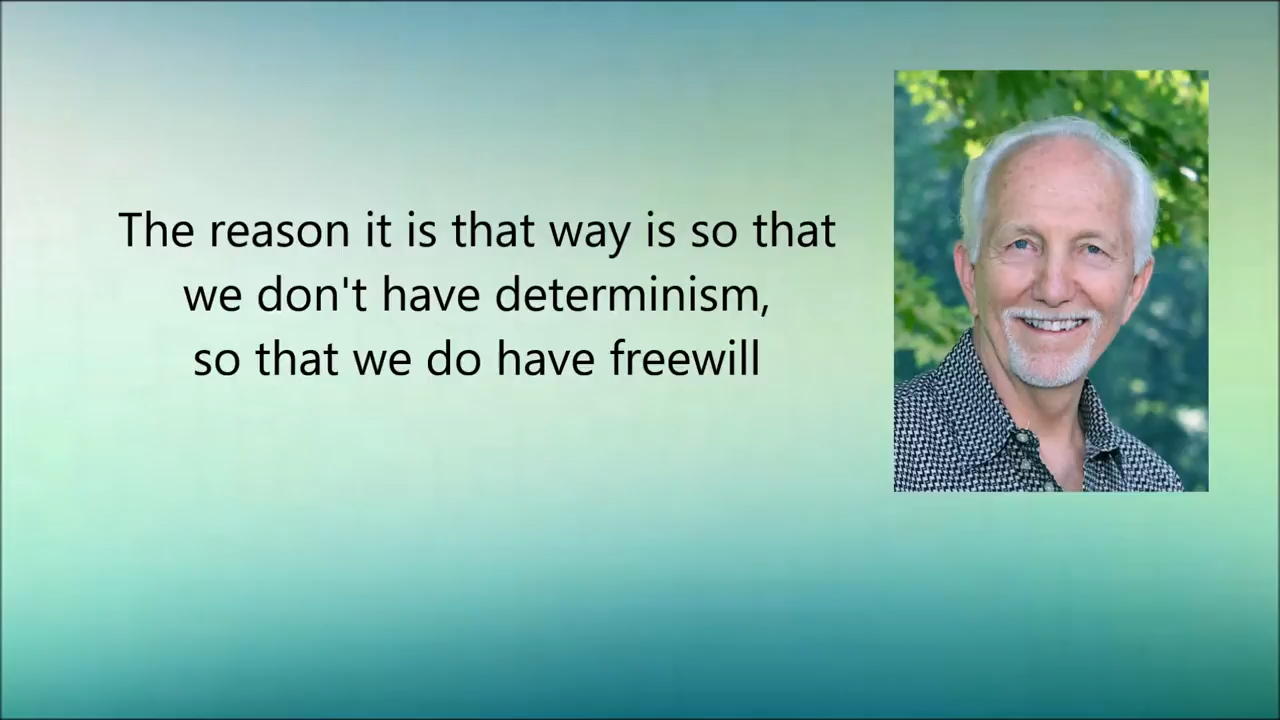 The reason it is that way is so that
we don't have determinism,
so that we do have freewill